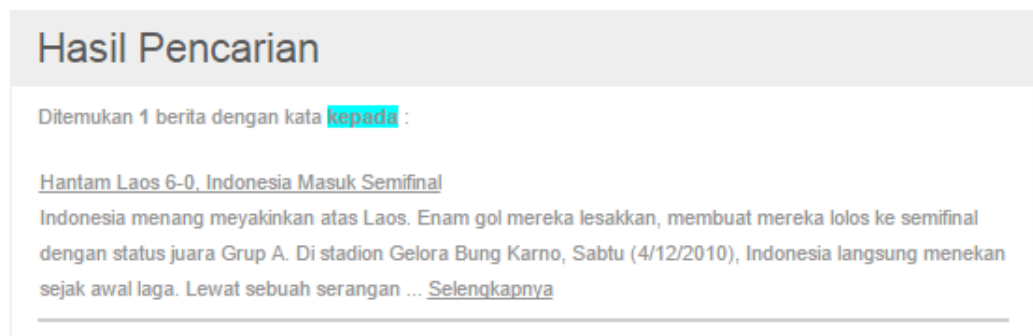 Hasil Pencarian
Ditemukan 1 berita dengan kata kepada :
Hantam Laos 6-0, Indonesia Masuk Semifinal
Indonesia menang meyakinkan atas Laos. Enam gol mereka lesakkan, membuat mereka lolos ke semifinal
dengan status juara Grup A. Di stadion Gelora Bung Karno, Sabtu (4/12/2010), Indonesia langsung menekan
sejak awal laga. Lewat sebuah serangan ... Selengkapnya